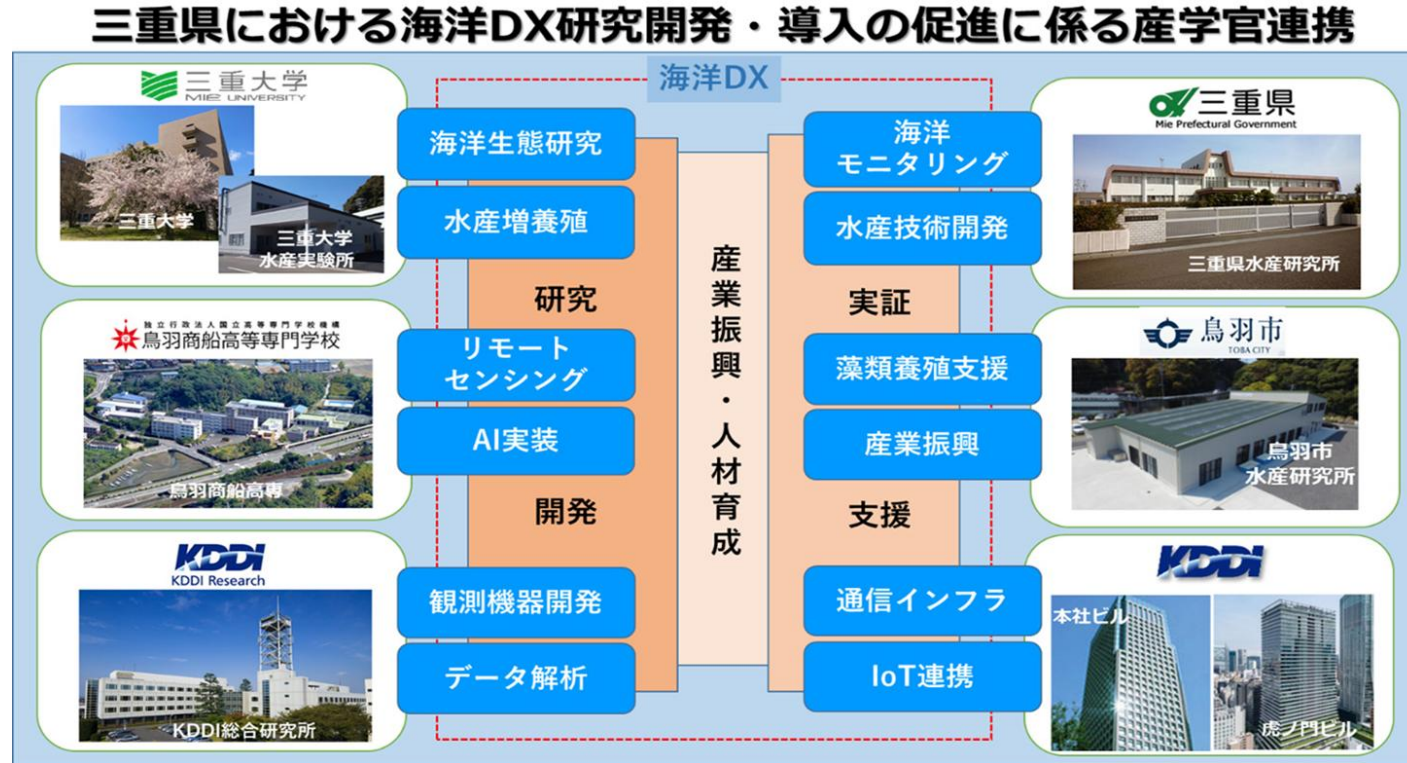 三重県における海洋DX研究開発・導入の促進に係る産学官連携
海洋DX
三重大学
MIE UNIVERSITY
三重大学
三重大学
水産実験所
海洋生態研究
水産増養殖
研究
独立行政法人国立高等専門学校機構
鳥羽商船高等専門学校
鳥羽商船高専
リモート
センシング
AI実装
開発
KDDI
KDDI Research
KDDI総合研究所
観測機器開発
データ解析
産業振興・人材育成
海洋
モニタリング
水産技術開発
実証
三重県
Mie Prefectural Government
三重県水産研究所
藻類養殖支援
産業振興
支援
鳥羽市
TOBA CITY
鳥羽市
水産研究所
通信インフラ
IoT連携
KDDI
本社ビル
虎ノ門ビル